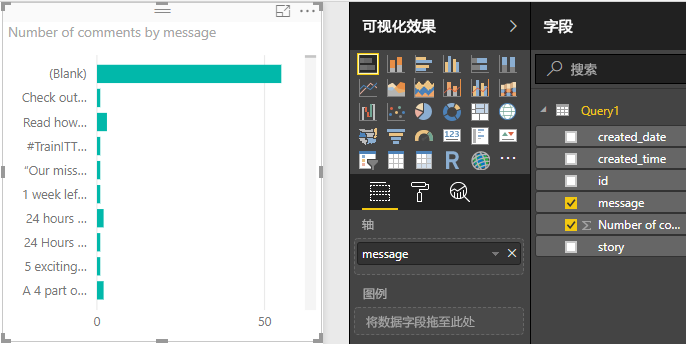 Number of comments by message
(Blank)
Check out...
Read how...
#TrainITT...
"Our miss...
1 week lef...
24 hours ...
24 Hours ...
5 exciting...
A 4 part o...
0
50
可视化效果
123
R
轴
message
图例
将数据字段拖至此处
字段
搜索
Query1
created_date
created_time
id
message
Σ Number of co...
story